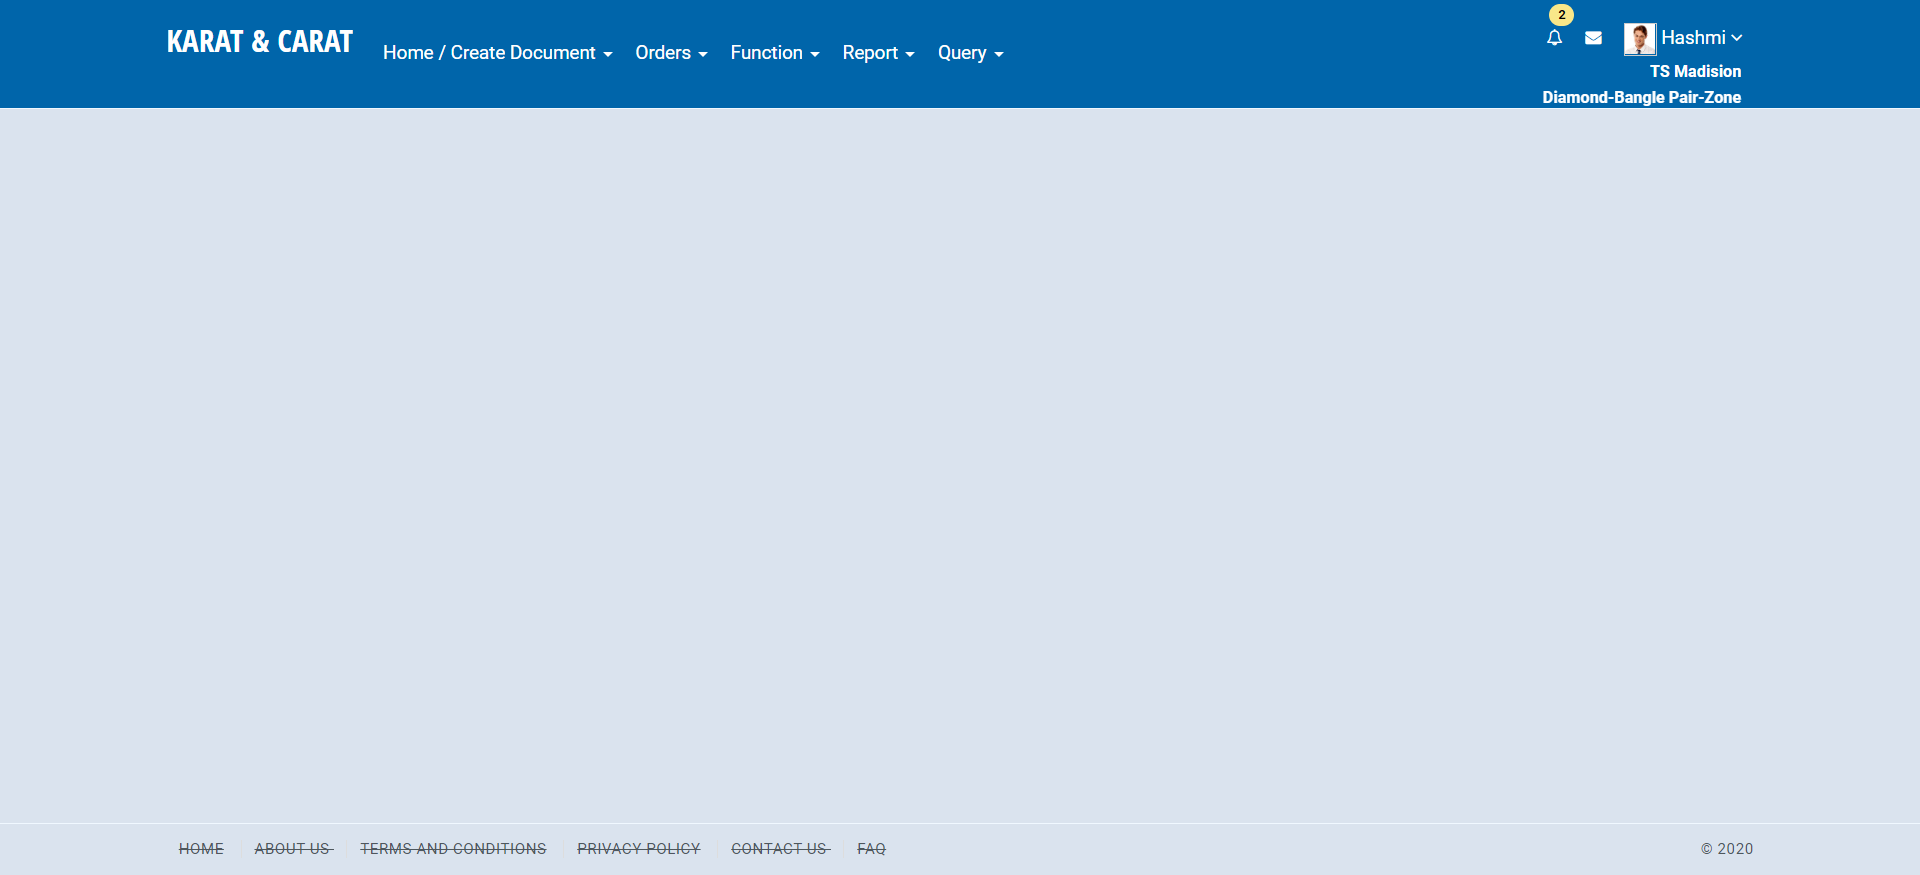 KARAT & CARAT
Home / Create Document
Orders
Function
Report
Query
2
Hashmi
TS Madision
Diamond-Bangle Pair-Zone
HOME
ABOUT US
TERMS AND CONDITIONS
PRIVACY POLICY
CONTACT US
FAQ
© 2020